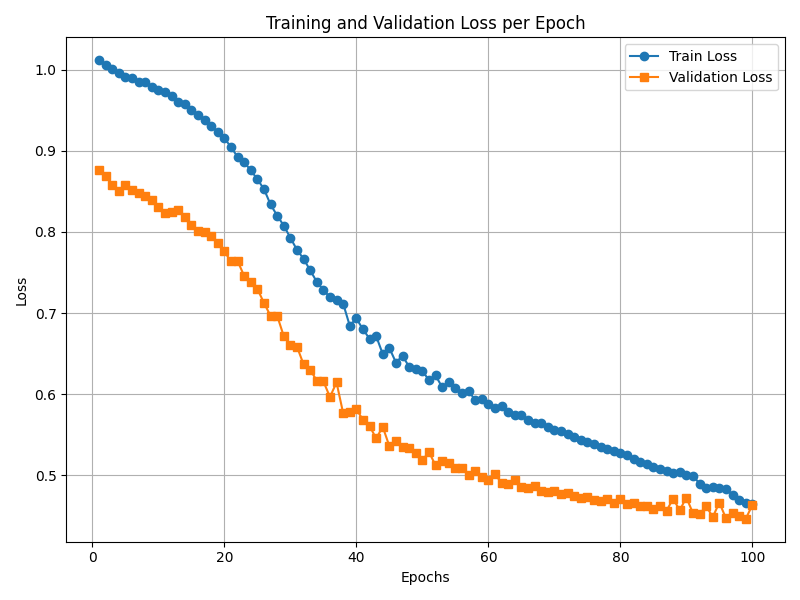 Training and Validation Loss per Epoch
Train Loss
Validation Loss
1.0
0.9
0.8
0.7
0.6
0.5
Loss
0 20 40 60 80 100
Epochs